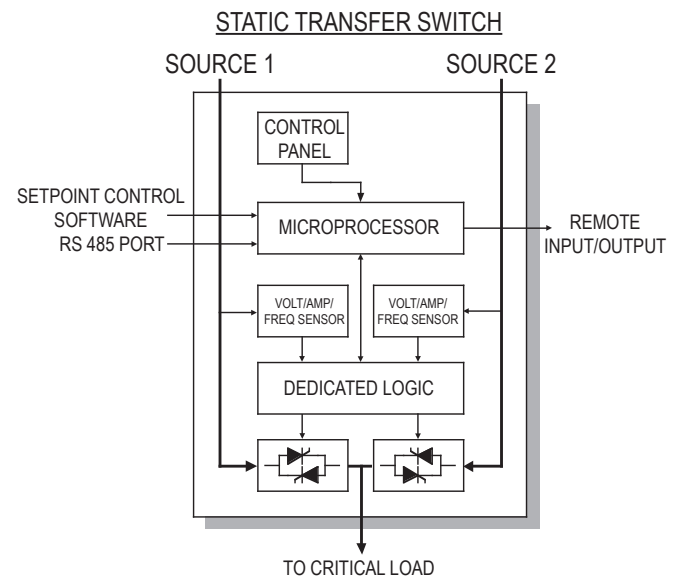 STATIC TRANSFER SWITCH
SOURCE 1
SOURCE 2
CONTROL
PANEL
SETPOINT CONTROL
SOFTWARE
RS 485 PORT
MICROPROCESSOR
REMOTE
INPUT/OUTPUT
VOLT/AMP/
FREQ SENSOR
VOLT/AMP/
FREQ SENSOR
DEDICATED LOGIC
TO CRITICAL LOAD